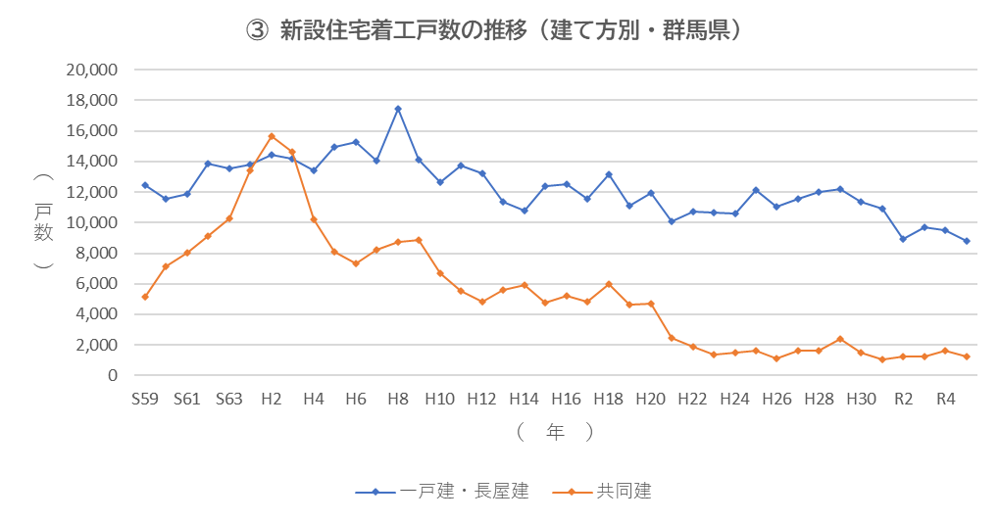 ③ 新設住宅着工戸数の推移（建て方別・群馬県）
20,000
18,000
16,000
14,000
12,000
10,000
8,000
6,000
4,000
2,000
0
（戸数）
S59 S61 S63 H2 H4 H6 H8 H10 H12 H14 H16 H18 H20 H22 H24 H26 H28 H30 R2 R4
（ 年 ）
一戸建・長屋建 共同建